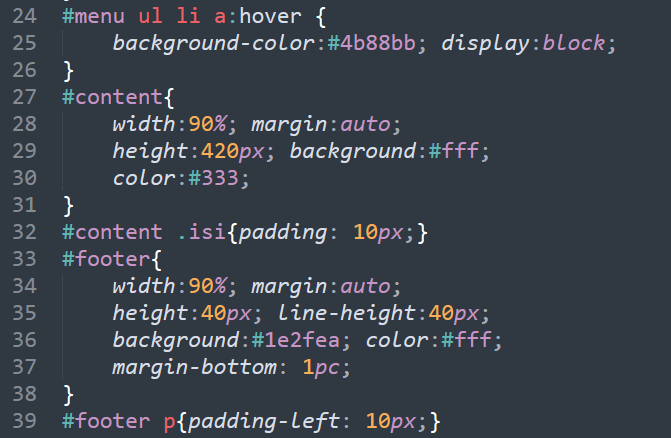 24 #menu ul li a:hover {
25     background-color:#4b88bb; display:block;
26 }
27 #content{
28     width:90%; margin:auto;
29     height:420px; background:#fff;
30     color:#333;
31 }
32 #content .isi{padding: 10px;}
33 #footer{
34     width:90%; margin:auto;
35     height:40px; line-height:40px;
36     background:#1e2fea; color:#fff;
37     margin-bottom: 1pc;
38 }
39 #footer p{padding-left: 10px;}